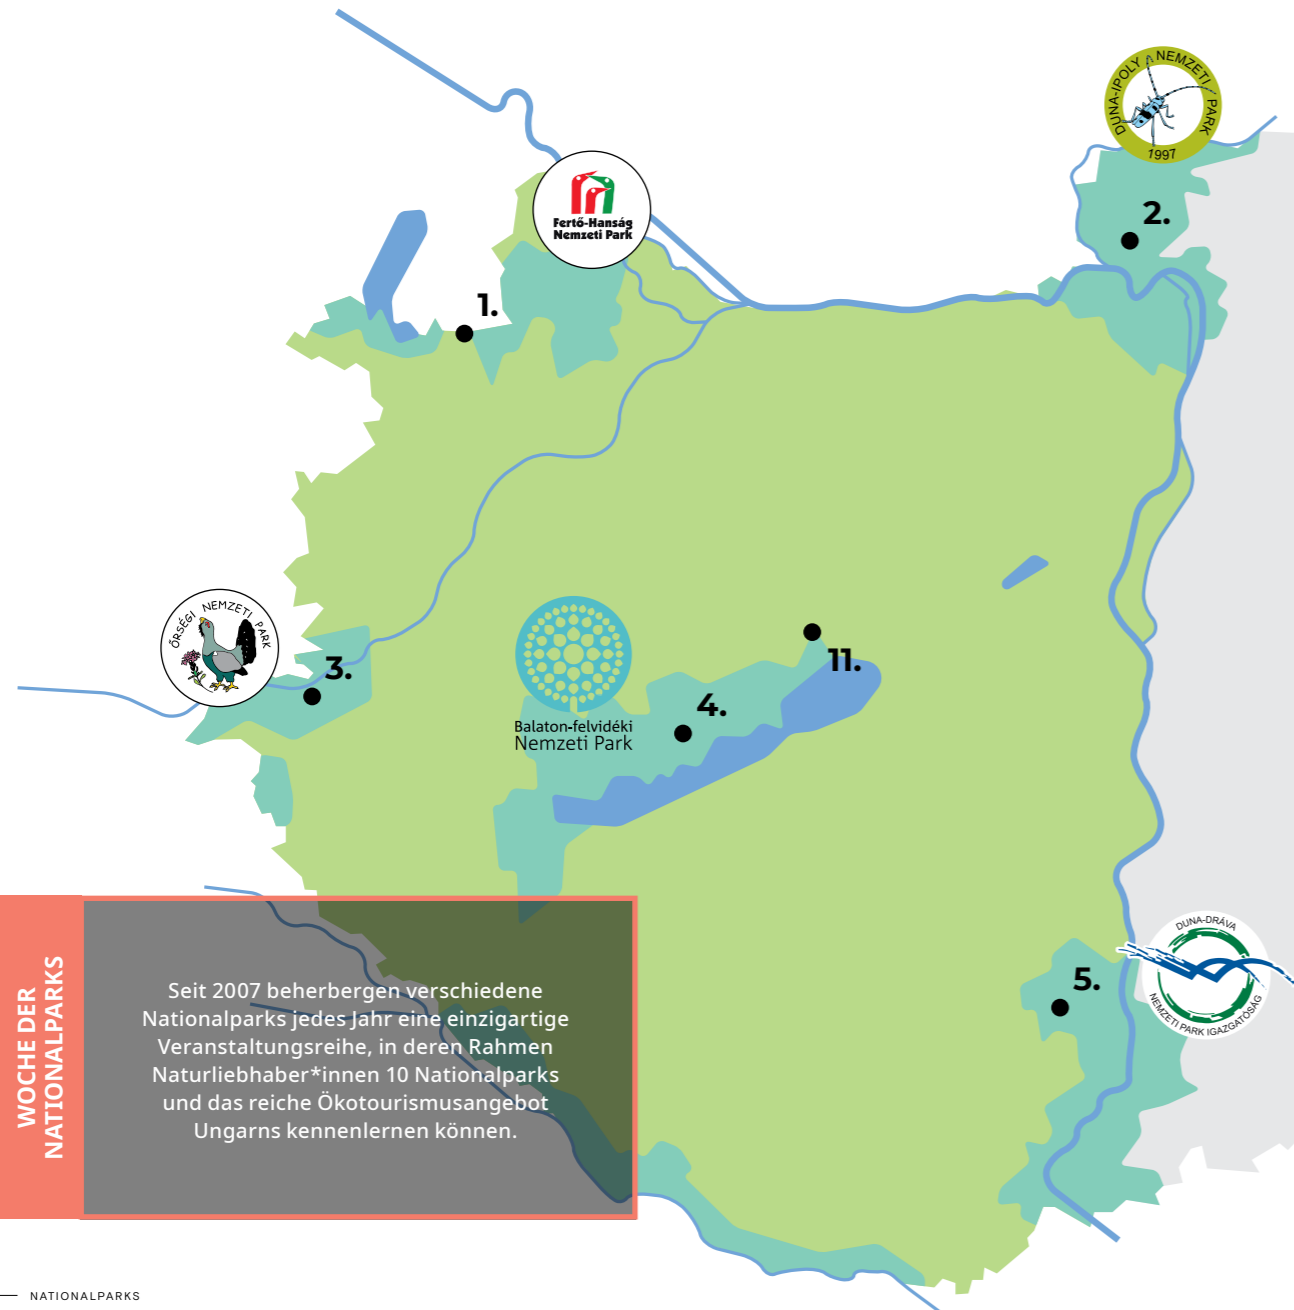 DUNA-IPOLY NEMZETI PARK
1997
Fertő-Hanság
Nemzeti Park
2.
1.
ŐRSÉGI NEMZETI PARK
3.
11.
4.
Balaton-felvidéki
Nemzeti Park
DUNA-DRÁVA
NEMZETI PARK IGAZGATÓSÁG
5.
WOCHE DER
NATIONALPARKS
Seit 2007 beherbergen verschiedene
Nationalparks jedes Jahr eine einzigartige
Veranstaltungsreihe, in deren Rahmen
Naturliebhaber*innen 10 Nationalparks
und das reiche Ökotourismusangebot
Ungarns kennenlernen können.
NATIONALPARKS